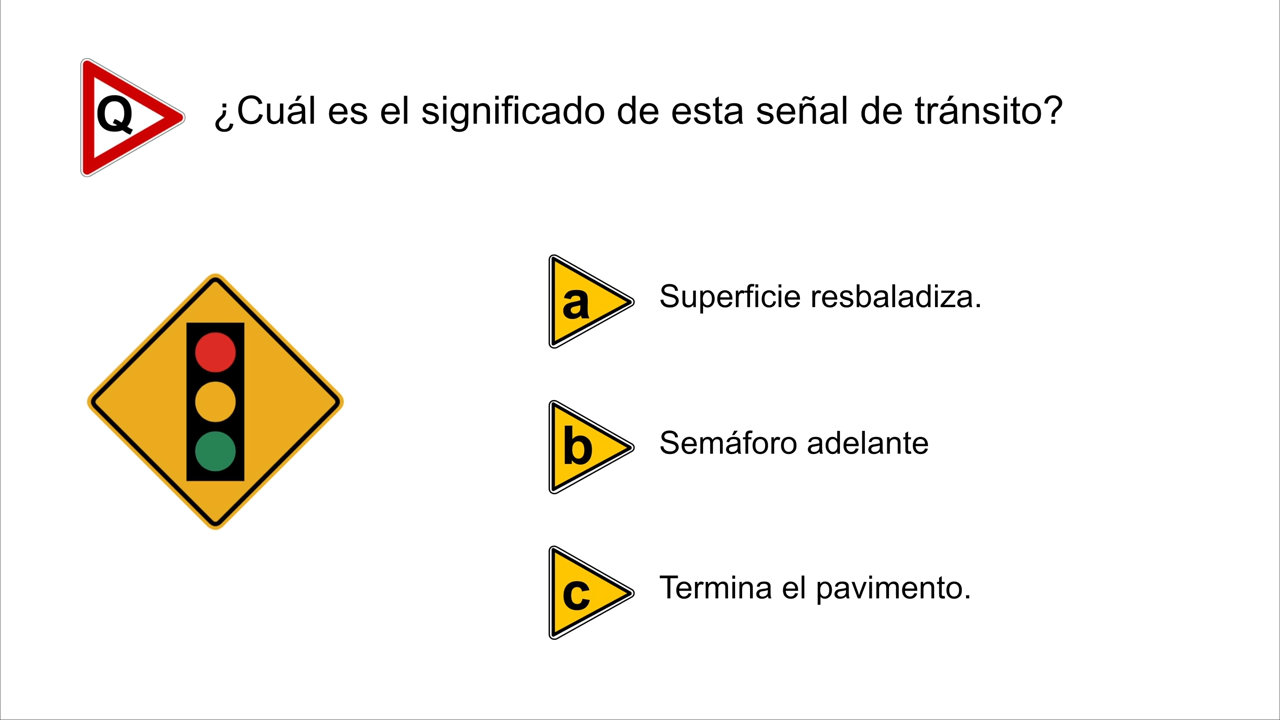 Q ¿Cuál es el significado de esta señal de tránsito?
a Superficie resbaladiza.
b Semáforo adelante
c Termina el pavimento.